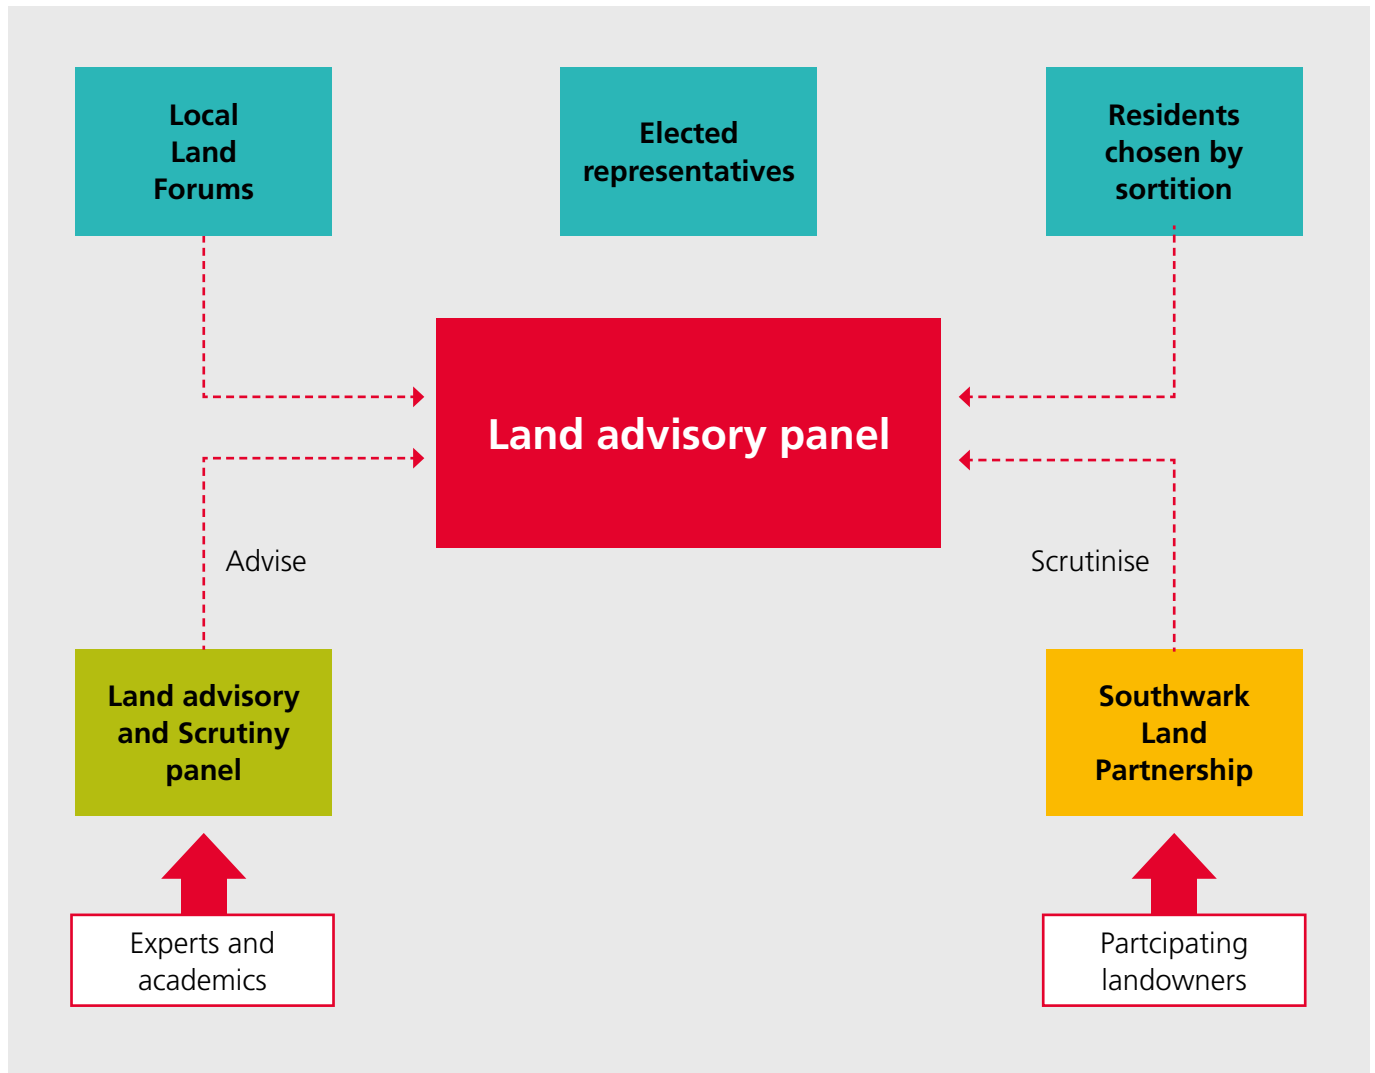 Local
Land
Forums
Elected
representatives
Residents
chosen by
sortition
Land advisory panel
Advise
Scrutinise
Land advisory
and Scrutiny
panel
Southwark
Land
Partnership
Experts and
academics
Partcipating
landowners